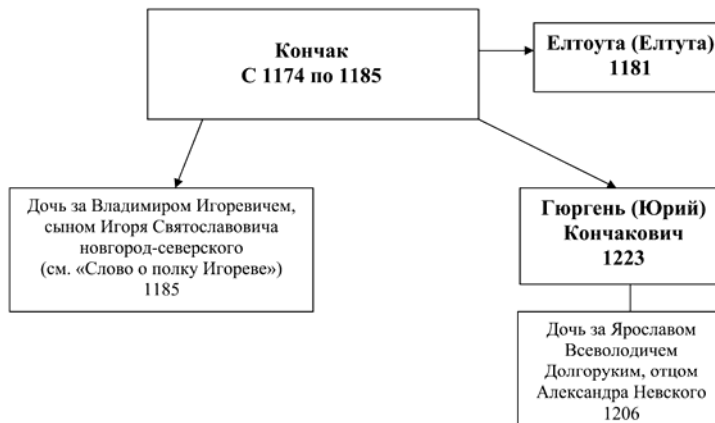 Кончак
С 1174 по 1185
Елтоута (Елтута)
1181
Дочь за Владимиром Игоревичем,
сыном Игоря Святославовича
новгород-северского
(см. «Слово о полку Игореве»)
1185
Гюргень (Юрий)
Кончакович
1223
Дочь за Ярославом
Всеволодичем
Долгоруким, отцом
Александра Невского
1206